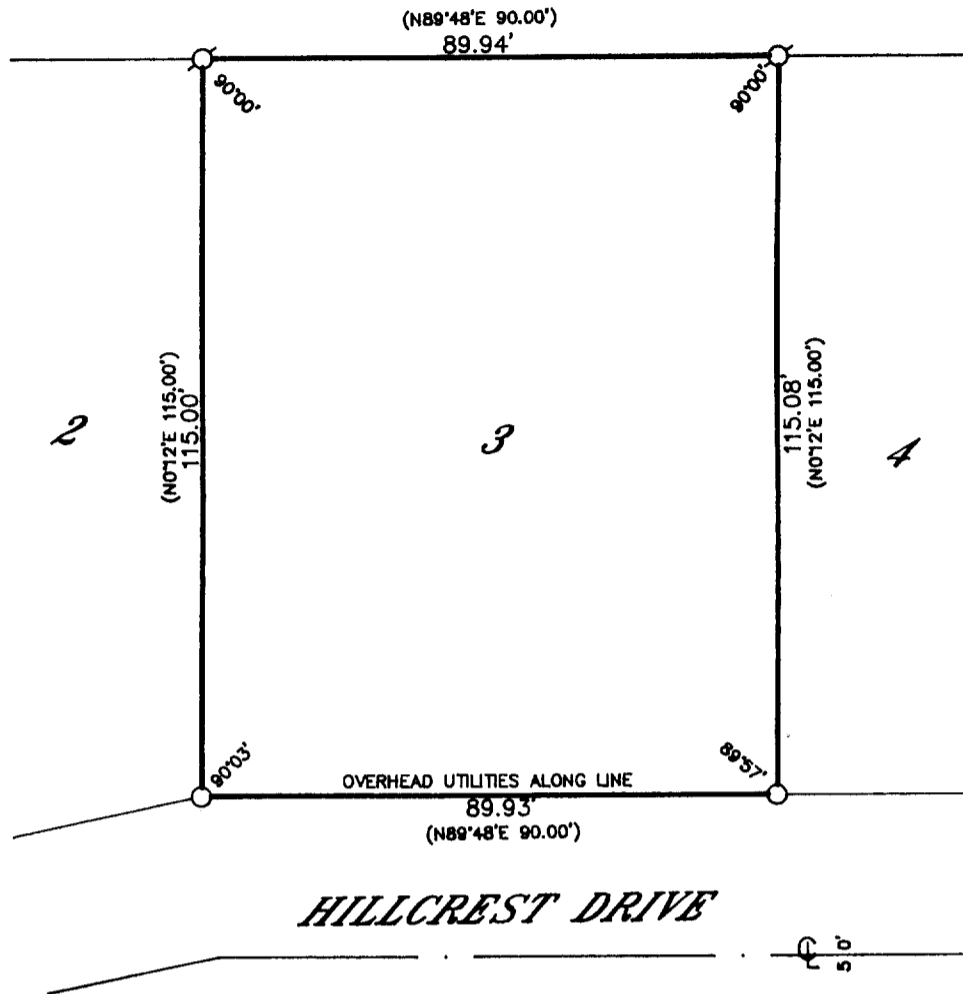 (N89°48'E 90.00')
89.94'
90°00'
90°00'
(N0°12'E 115.00')
115.00'
2
3
115.08'
(N0°12'E 115.00')
4
90°03'
89°57'
OVERHEAD UTILITIES ALONG LINE
89.93'
(N89°48'E 90.00')
HILLCREST DRIVE
CL